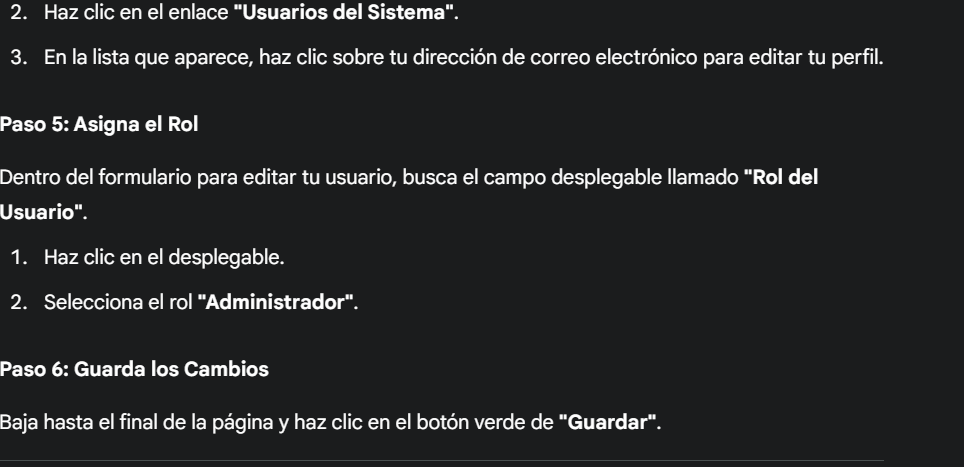 2. Haz clic en el enlace "Usuarios del Sistema".
3. En la lista que aparece, haz clic sobre tu dirección de correo electrónico para editar tu perfil.
Paso 5: Asigna el Rol
Dentro del formulario para editar tu usuario, busca el campo desplegable llamado "Rol del
Usuario".
1. Haz clic en el desplegable.
2. Selecciona el rol "Administrador".
Paso 6: Guarda los Cambios
Baja hasta el final de la página y haz clic en el botón verde de "Guardar".